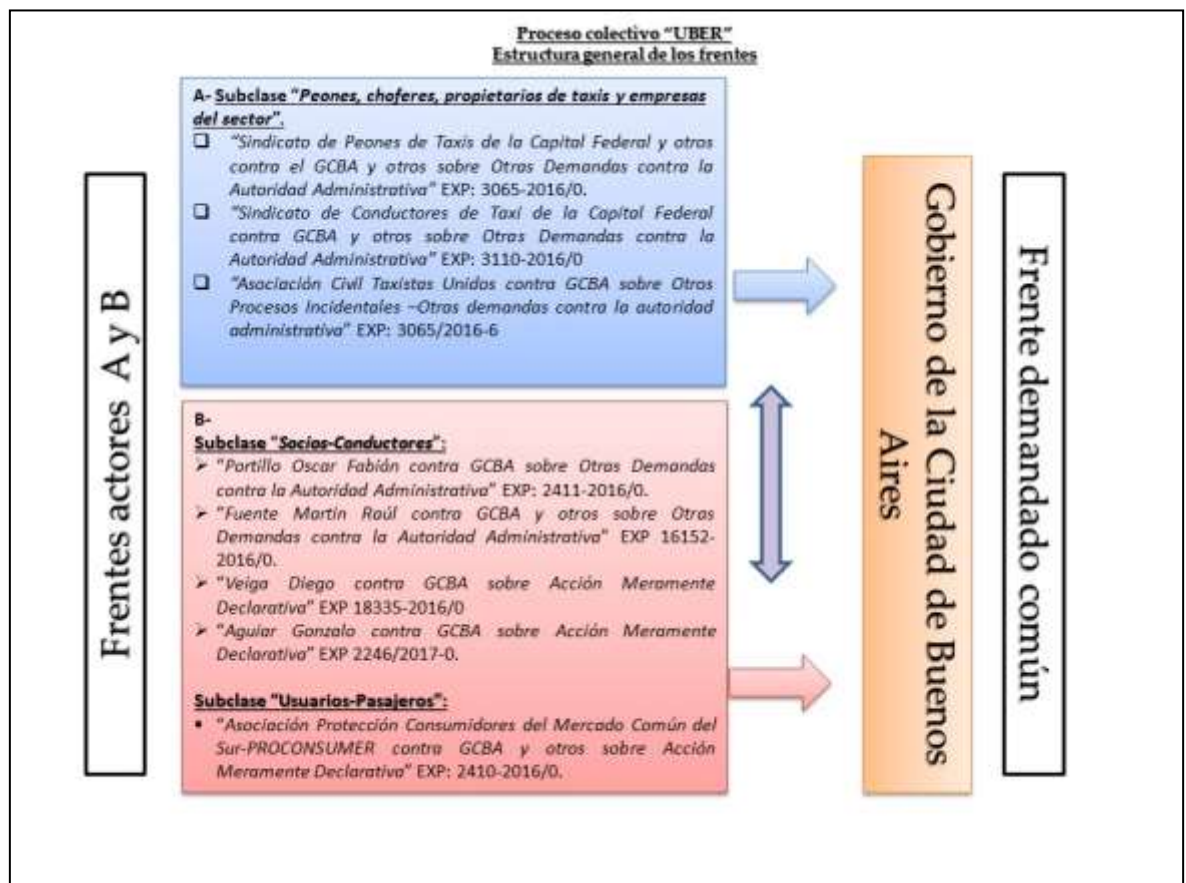 Proceso colectivo "UBER"
Estructura general de los frentes
Frentes actores A y B
A- Subclase "Peones, choferes, propietarios de taxis y empresas
del sector".
"Sindicato de Peones de Taxis de la Capital Federal y otros
contra el GCBA y otros sobre Otras Demandas contra la
Autoridad Administrativa" EXP: 3065-2016/0.
"Sindicato de Conductores de Taxi de la Capital Federal
contra GCBA y otros sobre Otras Demandas contra la
Autoridad Administrativa" EXP: 3110-2016/0
"Asociación Civil Taxistas Unidos contra GCBA sobre Otros
Procesos Incidentales –Otras demandas contra la autoridad
administrativa" EXP: 3065/2016-6
B-
Subclase "Socios-Conductores":
➢ "Portillo Oscar Fabián contra GCBA sobre Otras Demandas
contra la Autoridad Administrativa" EXP: 2411-2016/0.
➢ "Fuente Martín Raúl contra GCBA y otros sobre Otras
Demandas contra la Autoridad Administrativa" EXP 16152-
2016/0.
➢ "Veiga Diego contra GCBA sobre Acción Meramente
Declarativa" EXP 18335-2016/0
➢ "Aguiar Gonzalo contra GCBA sobre Acción Meramente
Declarativa" EXP 2246/2017-0.
Subclase "Usuarios-Pasajeros":
▪ "Asociación Protección Consumidores del Mercado Común del
Sur-PROCONSUMER contra GCBA y otros sobre Acción
Meramente Declarativa" EXP: 2410-2016/0.
Gobierno de la Ciudad de Buenos
Aires
Frente demandado común